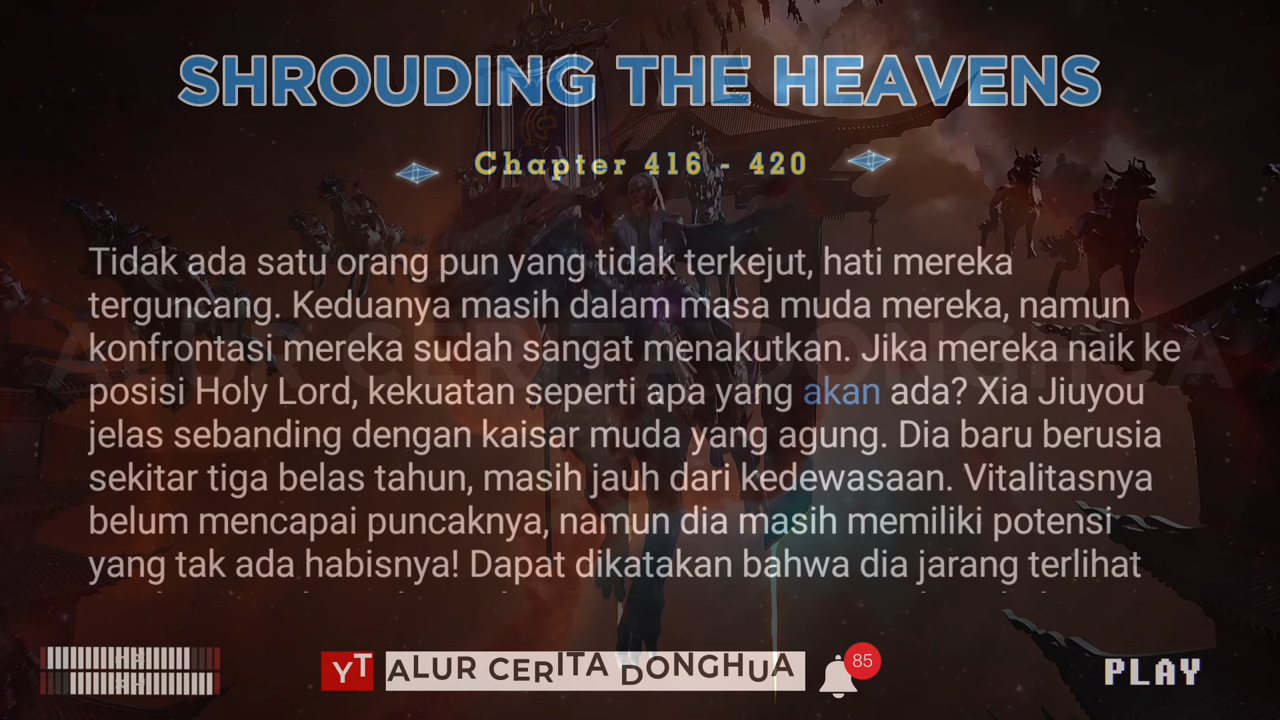 SHROUDING THE HEAVENS
Chapter 416 - 420
Tidak ada satu orang pun yang tidak terkejut, hati mereka
terguncang. Keduanya masih dalam masa muda mereka, namun
konfrontasi mereka sudah sangat menakutkan. Jika mereka naik ke
posisi Holy Lord, kekuatan seperti apa yang akan ada? Xia Jiuyou
jelas sebanding dengan kaisar muda yang agung. Dia baru berusia
sekitar tiga belas tahun, masih jauh dari kedewasaan. Vitalitasnya
belum mencapai puncaknya, namun dia masih memiliki potensi
yang tak ada habisnya! Dapat dikatakan bahwa dia jarang terlihat
YT ALUR CERITA DONGHUA 85
PLAY